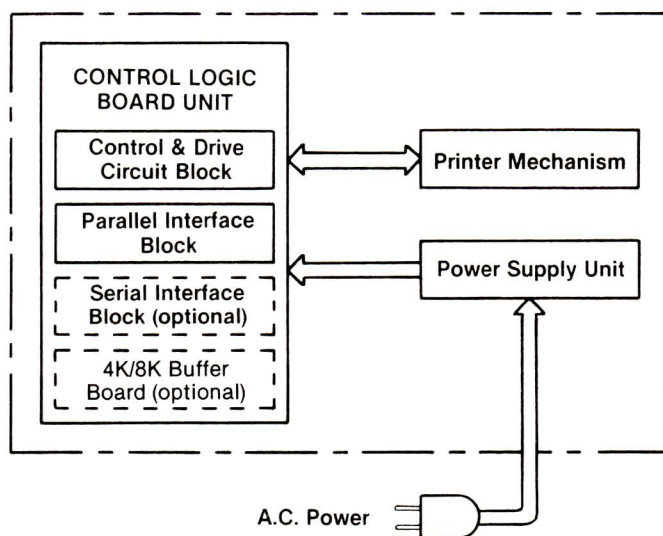 CONTROL LOGIC
BOARD UNIT
Control & Drive
Circuit Block
Parallel Interface
Block
Serial Interface
Block (optional)
4K/8K Buffer
Board (optional)
Printer Mechanism
Power Supply Unit
A.C. Power